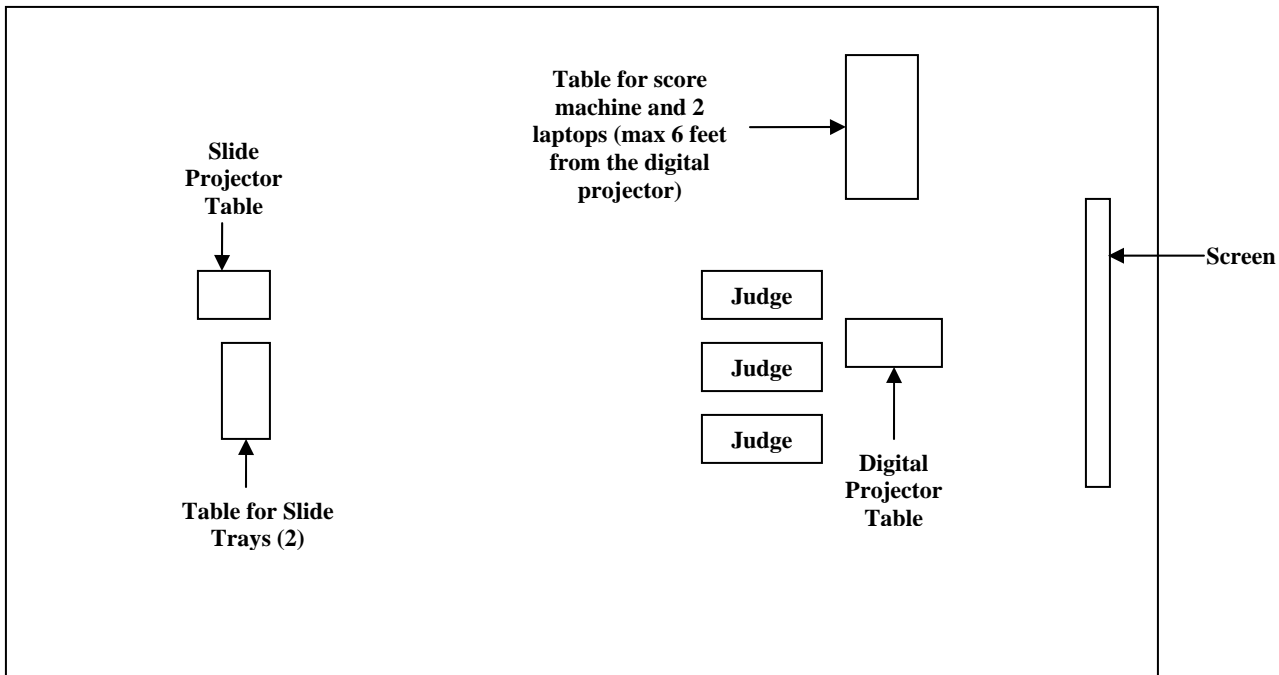 Table for score
machine and 2
laptops (max 6 feet
from the digital
projector)
Slide
Projector
Table
Screen
Judge
Judge
Judge
Digital
Projector
Table
Table for Slide
Trays (2)